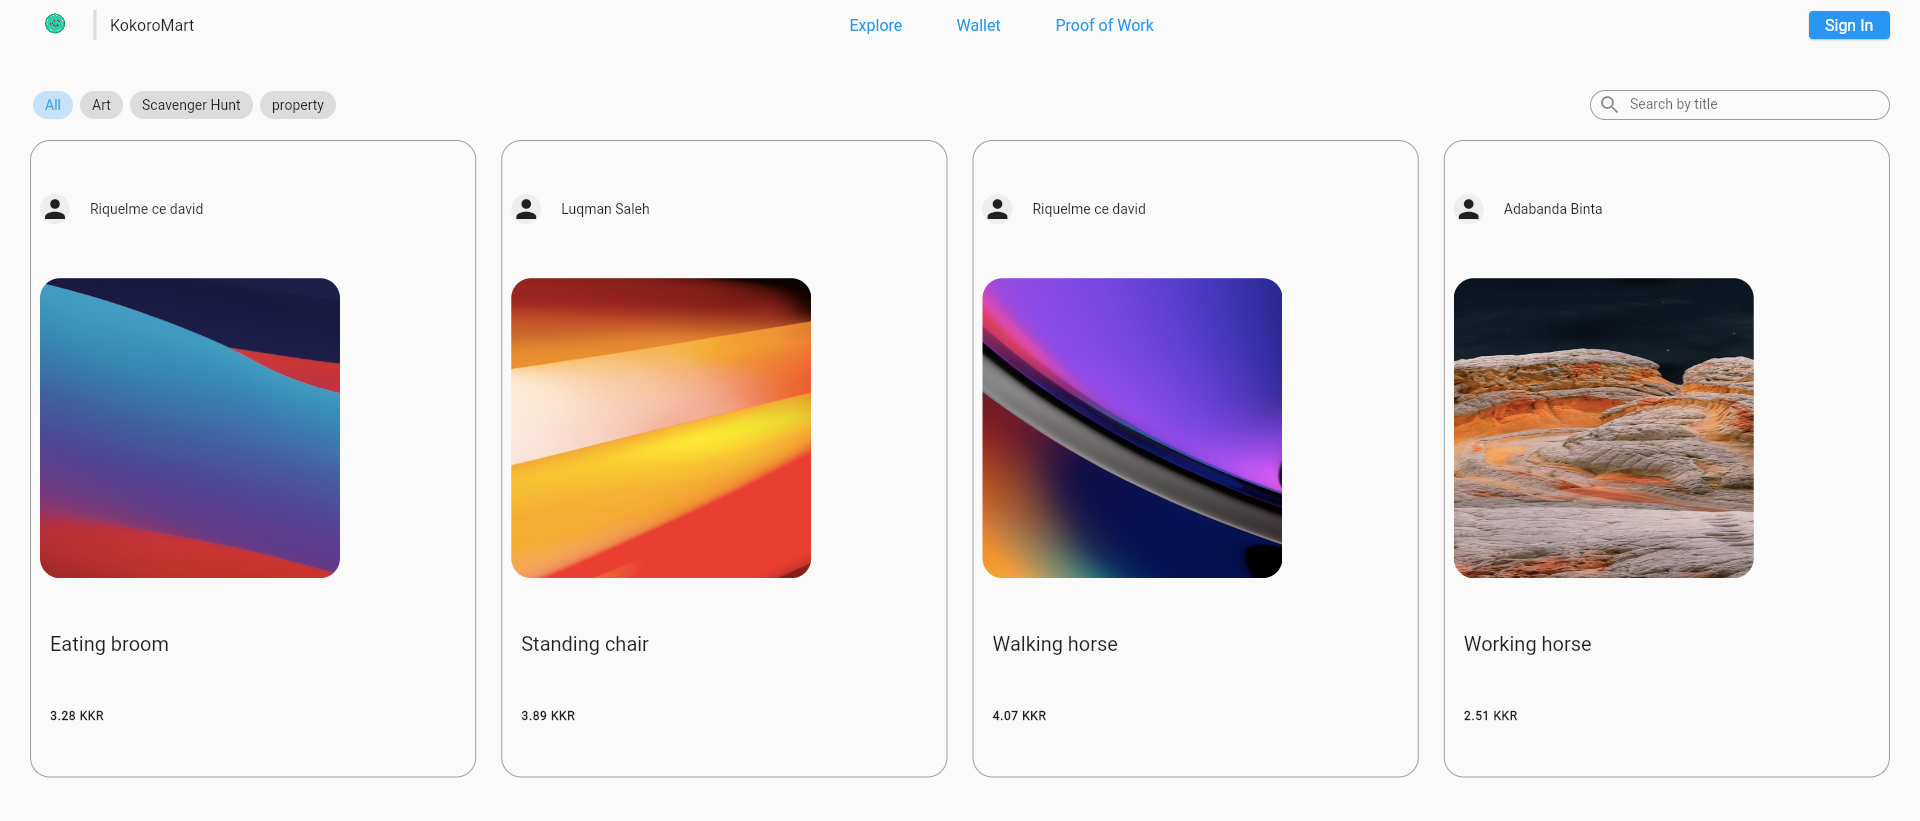 KokoroMart
Explore
Wallet
Proof of Work
Sign In
All
Art
Scavenger Hunt
property
Search by title
Riquelme ce david
Luqman Saleh
Riquelme ce david
Adabanda Binta
Eating broom
Standing chair
Walking horse
Working horse
3.28 KKR
3.89 KKR
4.07 KKR
2.51 KKR